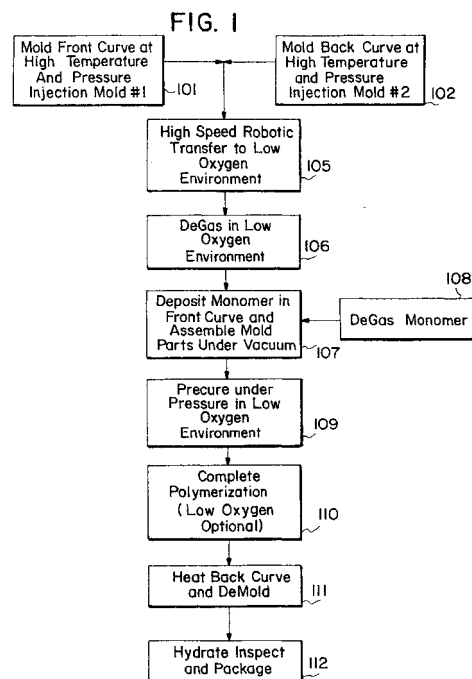 FIG. 1
Mold Front Curve at
High Temperature
And Pressure
Injection Mold #1
101
Mold Back Curve at
High Temperature
and Pressure
Injection Mold #2
102
High Speed Robotic
Transfer to Low
Oxygen
Environment
105
DeGas in Low
Oxygen
Environment
106
108
DeGas Monomer
Deposit Monomer in
Front Curve and
Assemble Mold
Parts Under Vacuum
107
Precure under
Pressure in Low
Oxygen
Environment
109
Complete
Polymerization
(Low Oxygen
Optional)
110
Heat Back Curve
and DeMold
111
Hydrate Inspect
and Package
112